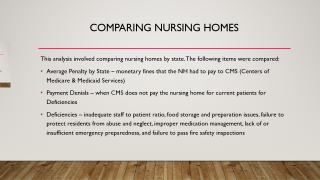 COMPARING NURSING HOMES
This analysis involved comparing nursing homes by state. The following items were compared:
• Average Penalty by State – monetary fines that the NH had to pay to CMS (Centers of
Medicare & Medicaid Services)
• Payment Denials – when CMS does not pay the nursing home for current patients for
Deficiencies
• Deficiencies – inadequate staff to patient ratio, food storage and preparation issues, failure to
protect residents from abuse and neglect, improper medication management, lack of or
insufficient emergency preparedness, and failure to pass fire safety inspections